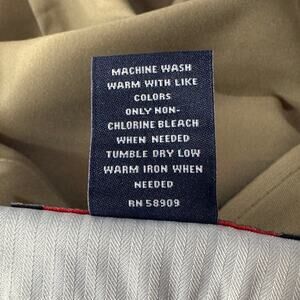 MACHINE WASH
WARM WITH LIKE
COLORS
ONLY NON-
CHLORINE BLEACH
WHEN NEEDED
TUMBLE DRY LOW
WARM IRON WHEN
NEEDED
RN 58909